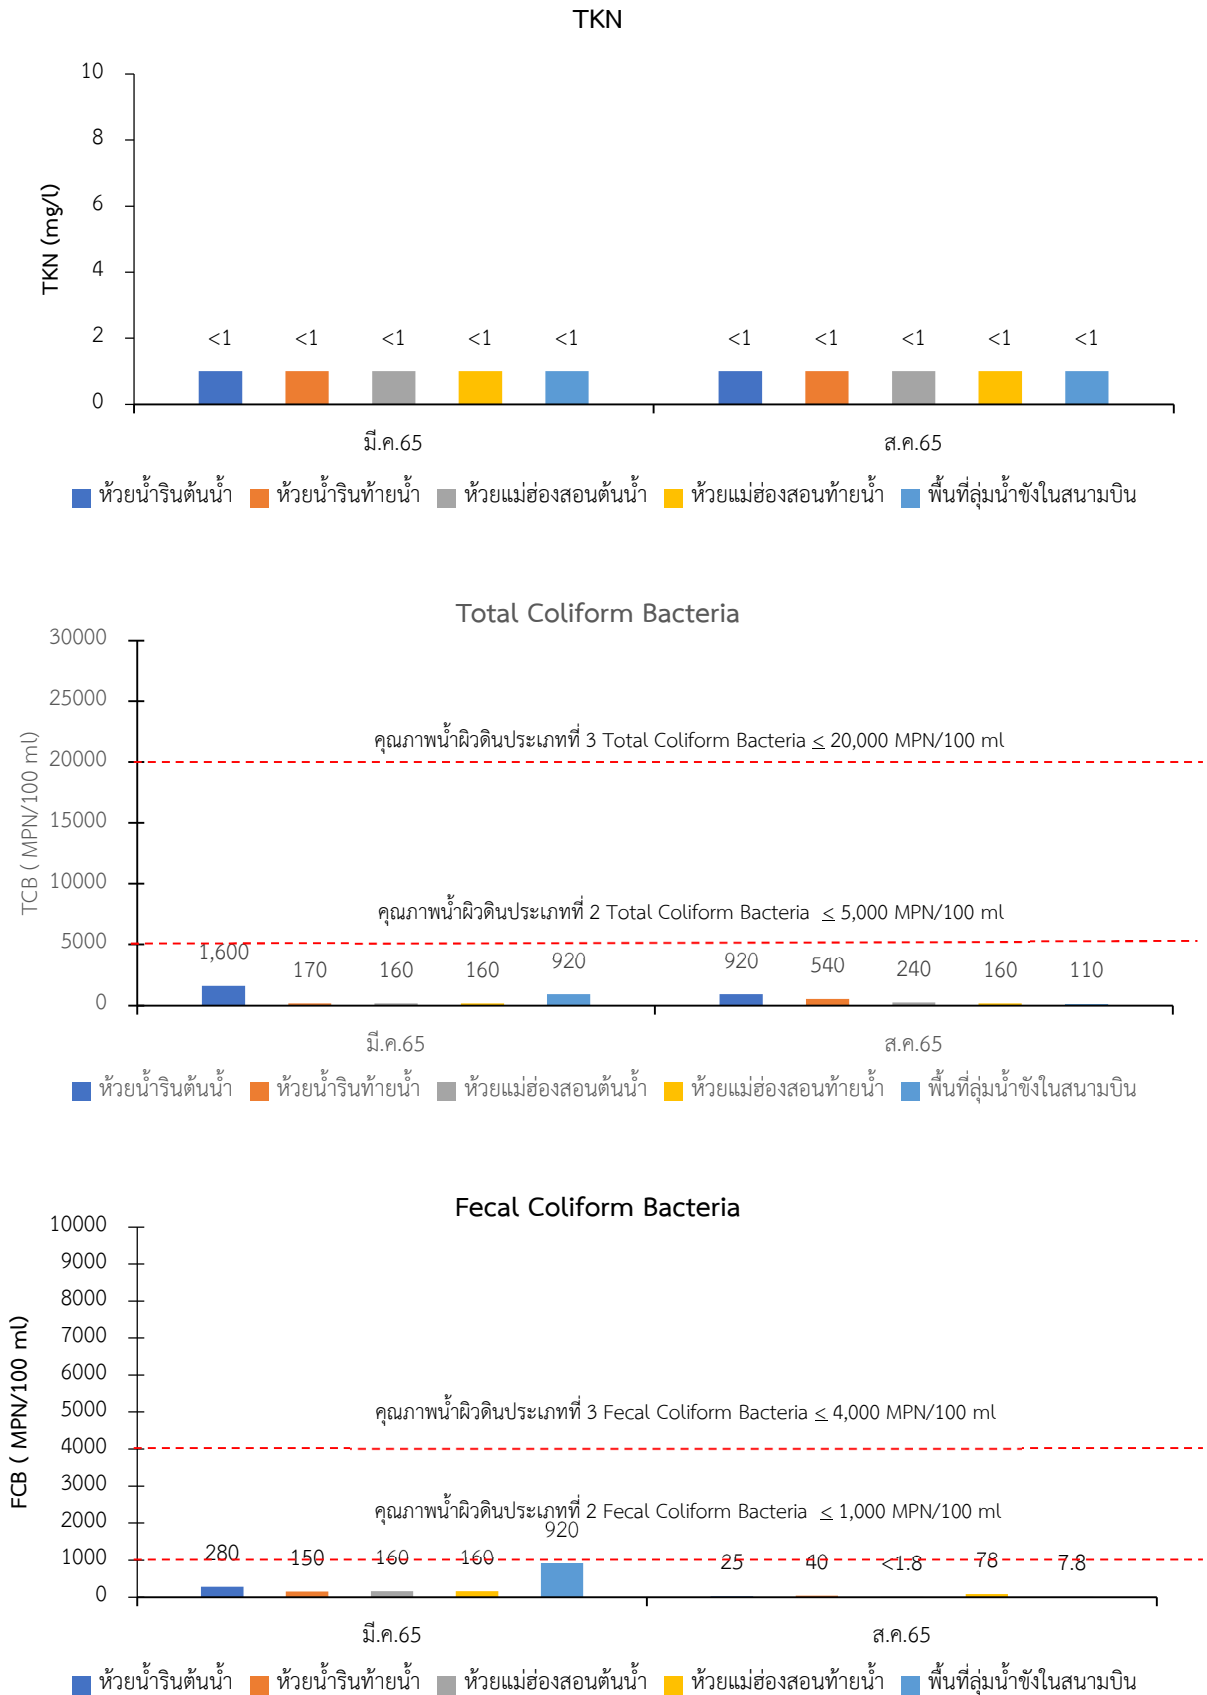 TKN
10
8
6
4
2
0
TKN (mg/l)
<1 <1 <1 <1 <1 <1 <1 <1 <1 <1
มี.ค.65 ส.ค.65
ห้วยน้ำรินต้นน้ำ ห้วยน้ำรินท้ายน้ำ ห้วยแม่ฮ่องสอนต้นน้ำ ห้วยแม่ฮ่องสอนท้ายน้ำ พื้นที่ลุ่มน้ำขังในสนามบิน
Total Coliform Bacteria
30000
25000
20000
15000
10000
5000
0
TCB ( MPN/100 ml)
คุณภาพน้ำผิวดินประเภทที่ 3 Total Coliform Bacteria ≤ 20,000 MPN/100 ml
คุณภาพน้ำผิวดินประเภทที่ 2 Total Coliform Bacteria ≤ 5,000 MPN/100 ml
1,600 170 160 160 920 920 540 240 160 110
มี.ค.65 ส.ค.65
ห้วยน้ำรินต้นน้ำ ห้วยน้ำรินท้ายน้ำ ห้วยแม่ฮ่องสอนต้นน้ำ ห้วยแม่ฮ่องสอนท้ายน้ำ พื้นที่ลุ่มน้ำขังในสนามบิน
Fecal Coliform Bacteria
10000
9000
8000
7000
6000
5000
4000
3000
2000
1000
0
FCB ( MPN/100 ml)
คุณภาพน้ำผิวดินประเภทที่ 3 Fecal Coliform Bacteria ≤ 4,000 MPN/100 ml
คุณภาพน้ำผิวดินประเภทที่ 2 Fecal Coliform Bacteria ≤ 1,000 MPN/100 ml
280 150 160 160 920 25 40 <1.8 78 7.8
มี.ค.65 ส.ค.65
ห้วยน้ำรินต้นน้ำ ห้วยน้ำรินท้ายน้ำ ห้วยแม่ฮ่องสอนต้นน้ำ ห้วยแม่ฮ่องสอนท้ายน้ำ พื้นที่ลุ่มน้ำขังในสนามบิน